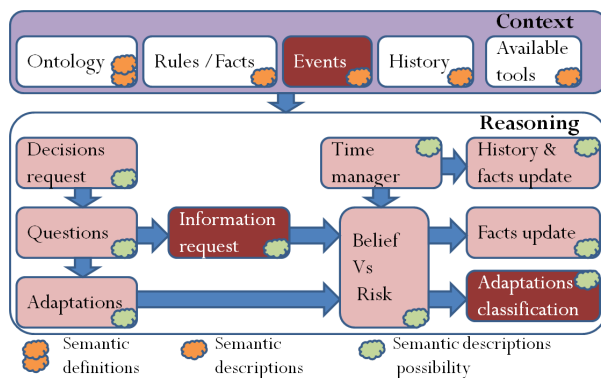 Context
Ontology
Rules /Facts
Events
History
Available
tools
Reasoning
Decisions
request
Time
manager
History &
facts update
Questions
Information
request
Belief
Vs
Risk
Facts update
Adaptations
Adaptations
classification
Semantic
definitions
Semantic
descriptions
Semantic descriptions
possibility